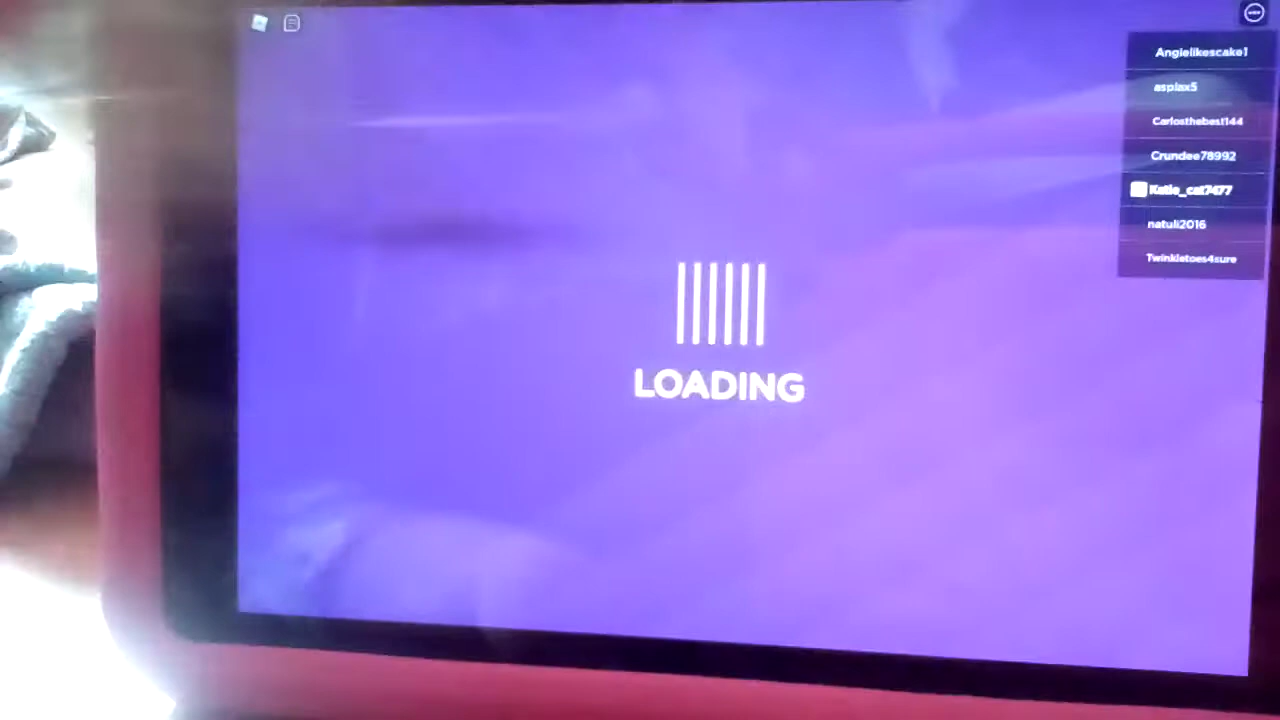 Angielikescake1
asplax5
Carlosthebest144
Crundee78992
Katie_cat7477
natuli2016
Twinkletoes4sure
LOADING